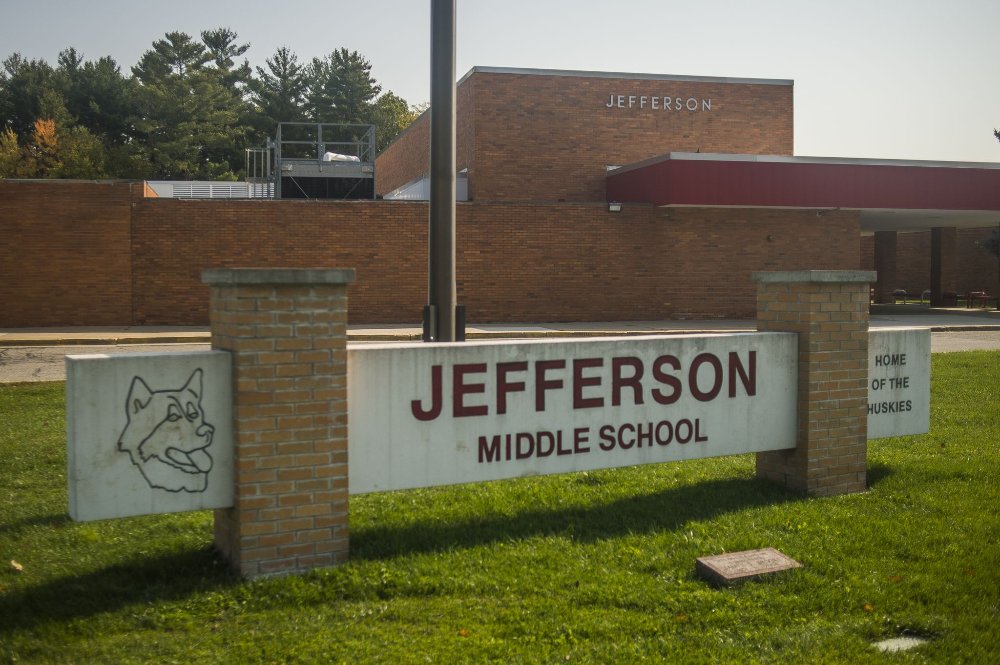 JEFFERSON
JEFFERSON
MIDDLE SCHOOL
HOME
OF THE
HUSKIES